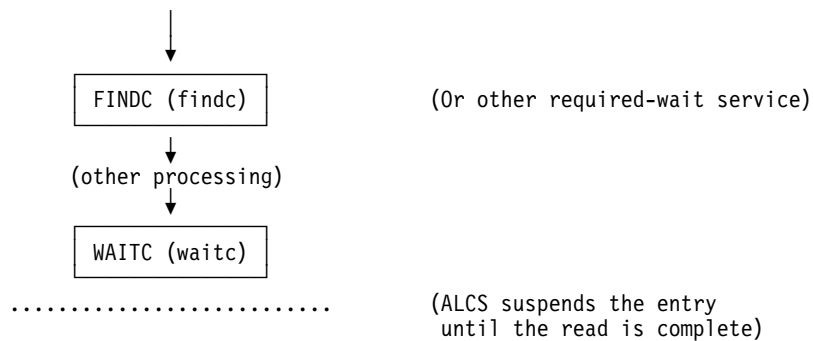 FINDC (findc) (Or other required-wait service)
(other processing)
WAITC (waitc)
(ALCS suspends the entry
until the read is complete)